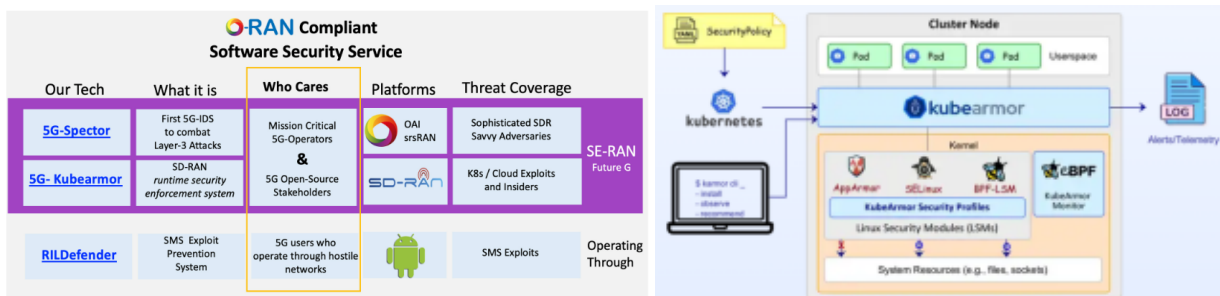 O-RAN Compliant
Software Security Service
Our Tech
What it is
Who Cares
Platforms
Threat Coverage
5G-Spector
First 5G-IDS
to combat
Layer-3 Attacks
Mission Critical
5G-Operators
&
5G Open-Source
Stakeholders
OAI
srsRAN
Sophisticated SDR
Savvy Adversaries
SE-RAN
Future G
5G- Kubearmor
SD-RAN
runtime security
enforcement system
SD-RAN
K8s / Cloud Exploits
and Insiders
RILDefender
SMS Exploit
Prevention
System
5G users who
operate through hostile
networks
SMS Exploits
Operating
Through
YAML
SecurityPolicy
kubernetes
$ karmor cli _
- install
- observe
- recommend
Cluster Node
Pod
Pod
Pod
Userspace
kubearmor
Kernel
AppArmor
SELinux
BPF-LSM
KubeArmor Security Profiles
Linux Security Modules (LSMs)
eBPF
KubeArmor
Monitor
System Resources (e.g., files, sockets)
LOG
Alerts/Telemetry